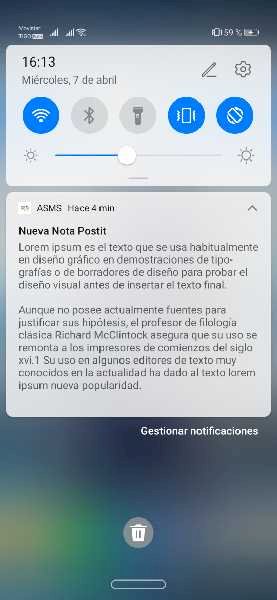 Movistar
TIGO
59 %
16:13
Miércoles, 7 de abril
ASMS Hace 4 min
Nueva Nota Postit
Lorem ipsum es el texto que se usa habitualmente
en diseño gráfico en demostraciones de tipo-
grafías o de borradores de diseño para probar el
diseño visual antes de insertar el texto final.
Aunque no posee actualmente fuentes para
justificar sus hipótesis, el profesor de filología
clásica Richard McClintock asegura que su uso se
remonta a los impresores de comienzos del siglo
xvi.1 Su uso en algunos editores de texto muy
conocidos en la actualidad ha dado al texto lorem
ipsum nueva popularidad.
Gestionar notificaciones